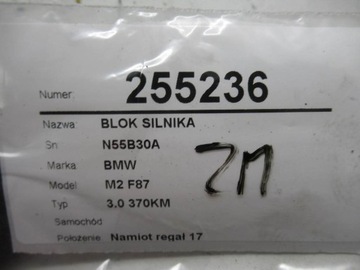 Numer: 255236
Nazwa: BLOK SILNIKA
Sn N55B30A
Marka BMW
Model M2 F87
Typ 3.0 370KM
Samochód
Położenie Namiot regał 17